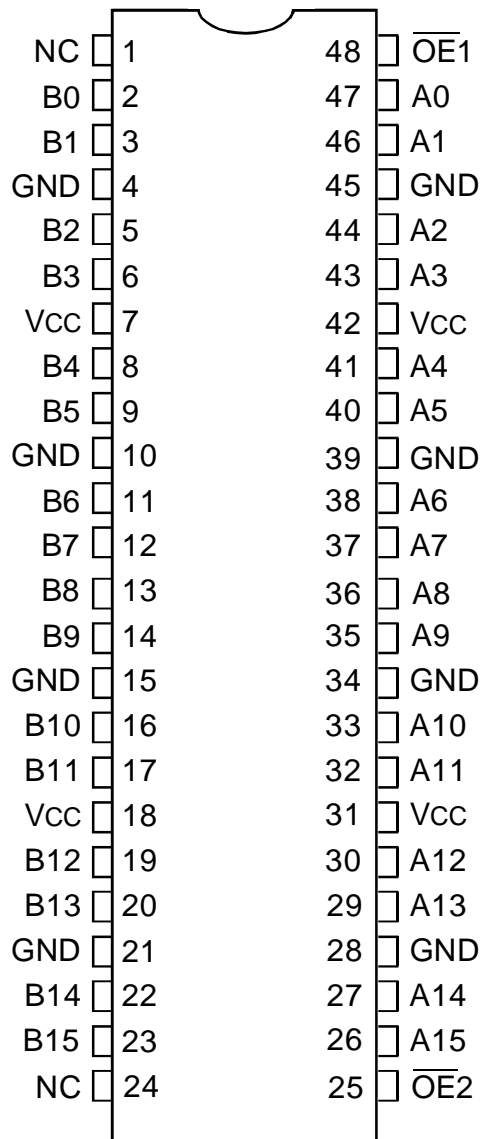 NC 1 48 O̅E̅1 
B0 2 47 A0
B1 3 46 A1
GND 4 45 GND
B2 5 44 A2
B3 6 43 A3
VCC 7 42 VCC
B4 8 41 A4
B5 9 40 A5
GND 10 39 GND
B6 11 38 A6
B7 12 37 A7
B8 13 36 A8
B9 14 35 A9
GND 15 34 GND
B10 16 33 A10
B11 17 32 A11
VCC 18 31 VCC
B12 19 30 A12
B13 20 29 A13
GND 21 28 GND
B14 22 27 A14
B15 23 26 A15
NC 24 25 O̅E̅2